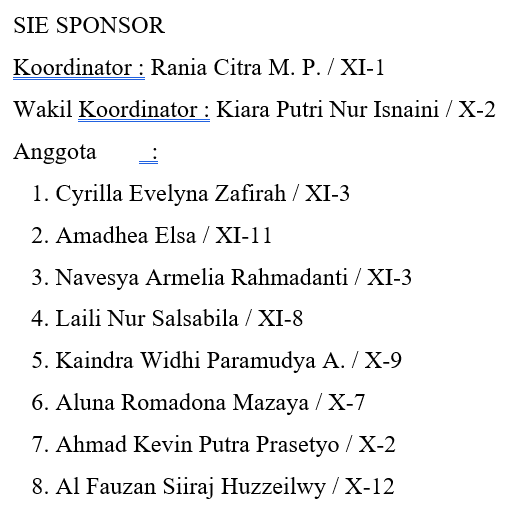 SIE SPONSOR
Koordinator : Rania Citra M. P. / XI-1
Wakil Koordinator : Kiara Putri Nur Isnaini / X-2
Anggota :
1. Cyrilla Evelyna Zafirah / XI-3
2. Amadhea Elsa / XI-11
3. Navesya Armelia Rahmadanti / XI-3
4. Laili Nur Salsabila / XI-8
5. Kaindra Widhi Paramudya A. / X-9
6. Aluna Romadona Mazaya / X-7
7. Ahmad Kevin Putra Prasetyo / X-2
8. Al Fauzan Siiraj Huzzeilwy / X-12